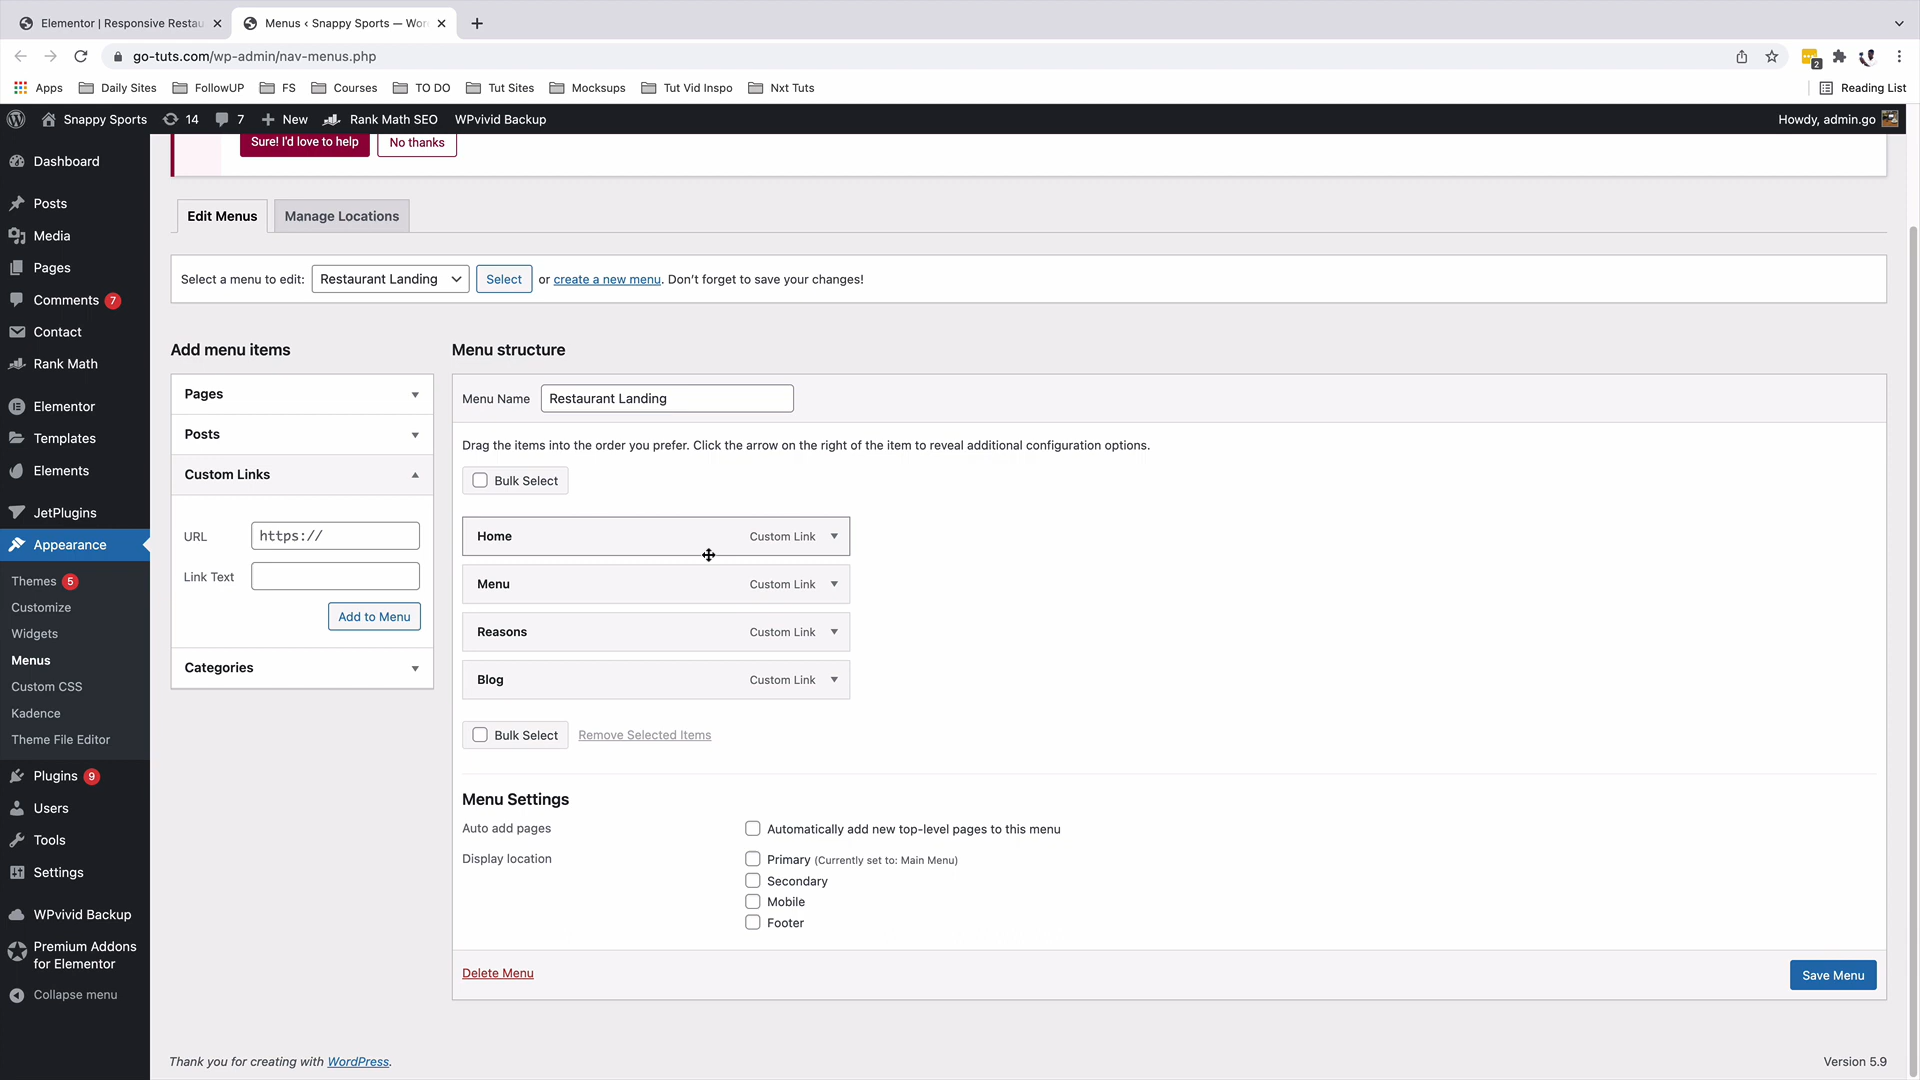 Elementor | Responsive Restau
Menus ‹ Snappy Sports — Wor
go-tuts.com/wp-admin/nav-menus.php
2
Apps
Daily Sites
FollowUP
FS
Courses
TO DO
Tut Sites
Mocksups
Tut Vid Inspo
Nxt Tuts
Reading List
Snappy Sports
14
7
New
Rank Math SEO
WPvivid Backup
Howdy, admin.go
Dashboard
Posts
Media
Pages
Comments 7
Contact
Rank Math
Elementor
Templates
Elements
JetPlugins
Appearance
Themes 5
Customize
Widgets
Menus
Custom CSS
Kadence
Theme File Editor
Plugins 9
Users
Tools
Settings
WPvivid Backup
Premium Addons
for Elementor
Collapse menu
Sure! I'd love to help
No thanks
Edit Menus
Manage Locations
Select a menu to edit: Restaurant Landing Select or create a new menu. Don't forget to save your changes!
Add menu items
Pages
Posts
Custom Links
URL https://
Link Text
Add to Menu
Categories
Menu structure
Menu Name Restaurant Landing
Drag the items into the order you prefer. Click the arrow on the right of the item to reveal additional configuration options.
Bulk Select
Home Custom Link
Menu Custom Link
Reasons Custom Link
Blog Custom Link
Bulk Select Remove Selected Items
Menu Settings
Auto add pages Automatically add new top-level pages to this menu
Display location Primary (Currently set to: Main Menu)
Secondary
Mobile
Footer
Delete Menu
Save Menu
Thank you for creating with WordPress.
Version 5.9